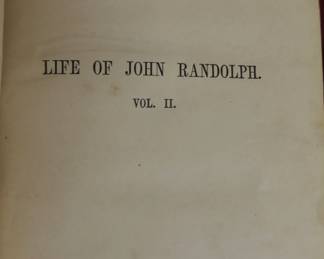 LIFE OF JOHN RANDOLPH.
VOL. II.